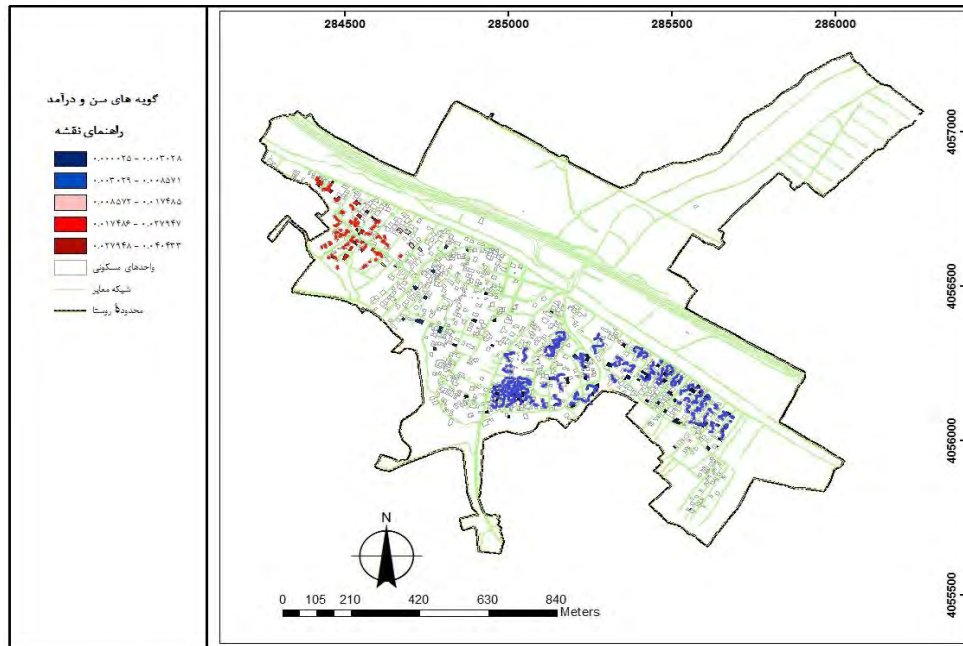 284500 285000 285500 286000
گویه های سن و درآمد
راهنمای نقشه
۰.۰۰۰۰۲۵ - ۰.۰۰۳۰۲۸
۰.۰۰۳۰۲۹ - ۰.۰۰۸۵۷۱
۰.۰۰۸۵۷۲ - ۰.۰۱۷۴۸۵
۰.۰۱۷۴۸۶ - ۰.۰۲۷۹۴۷
۰.۰۲۷۹۴۸ - ۰.۰۴۰۴۳۳
واحدهای مسکونی
شبکه معابر
محدودۀ روستا
4057000
4056500
4056000
4055500
N
0 105 210 420 630 840
Meters